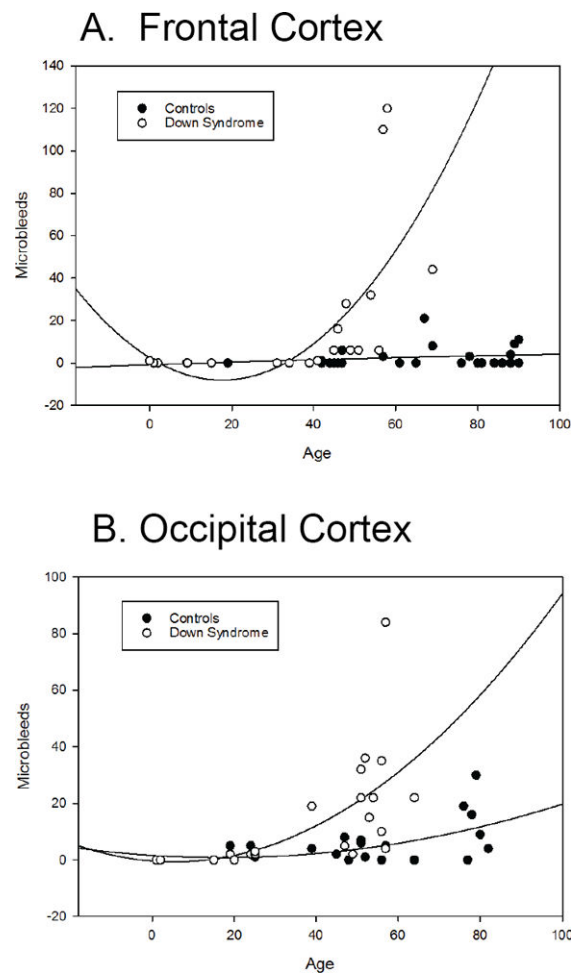 A. Frontal Cortex
140
120
100
80
60
40
20
0
-20
Microbleeds
Controls
Down Syndrome
0 20 40 60 80 100
Age
B. Occipital Cortex
100
80
60
40
20
0
-20
Microbleeds
Controls
Down Syndrome
0 20 40 60 80 100
Age